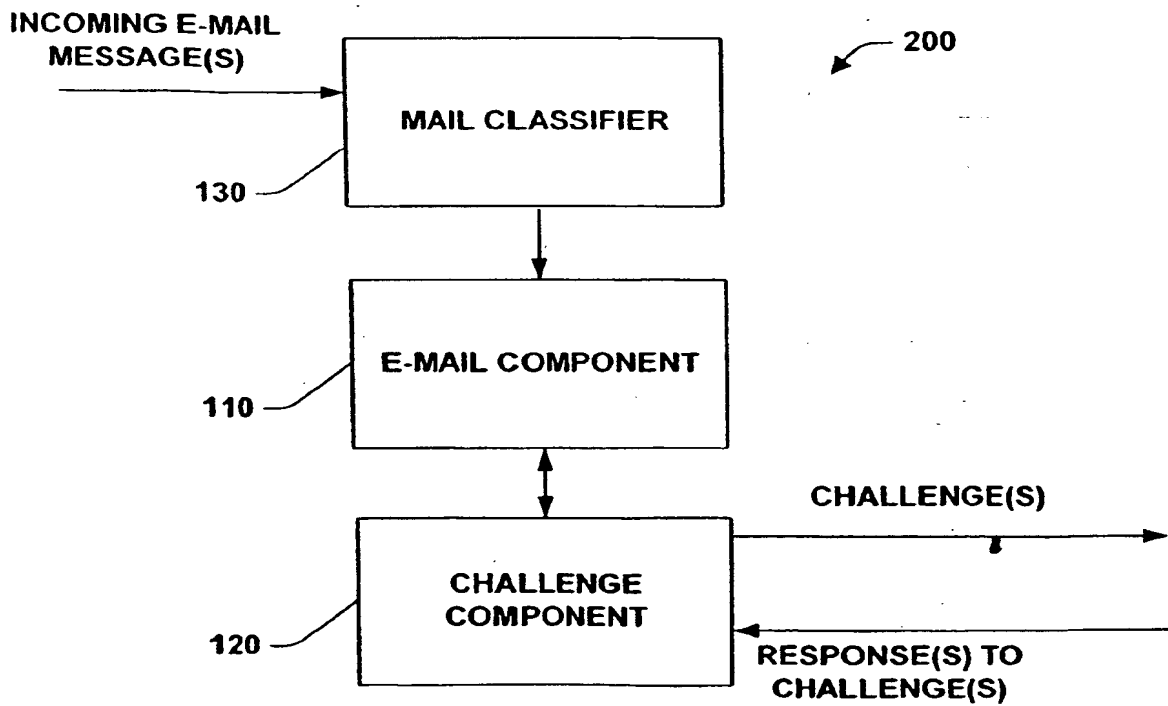 INCOMING E-MAIL
MESSAGE(S)
200
MAIL CLASSIFIER
130
E-MAIL COMPONENT
110
CHALLENGE(S)
CHALLENGE
COMPONENT
120
RESPONSE(S) TO
CHALLENGE(S)